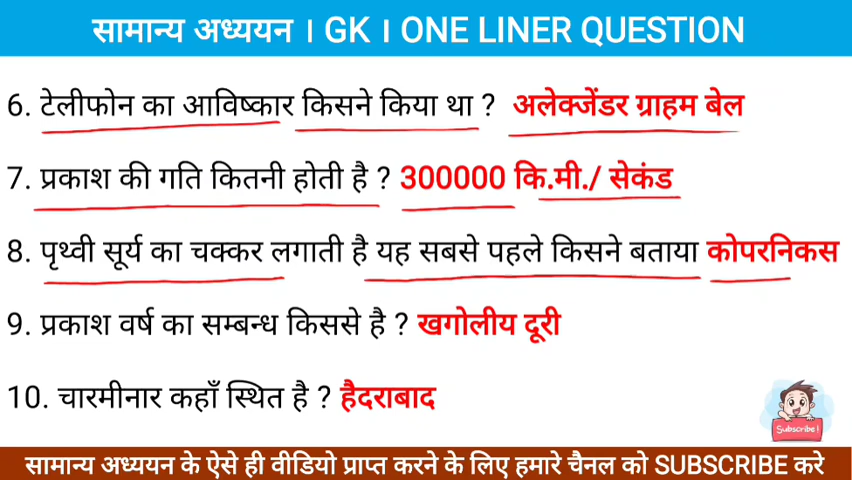 सामान्य अध्ययन । GK । ONE LINER QUESTION
6. टेलीफोन का आविष्कार किसने किया था ? अलेक्जेंडर ग्राहम बेल
7. प्रकाश की गति कितनी होती है ? 300000 कि.मी./ सेकंड
8. पृथ्वी सूर्य का चक्कर लगाती है यह सबसे पहले किसने बताया कोपरनिकस
9. प्रकाश वर्ष का सम्बन्ध किससे है ? खगोलीय दूरी
10. चारमीनार कहाँ स्थित है ? हैदराबाद
Subscribe!
सामान्य अध्ययन के ऐसे ही वीडियो प्राप्त करने के लिए हमारे चैनल को SUBSCRIBE करे